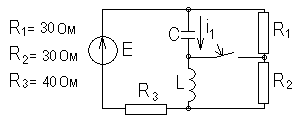 R1= 30 Ом
R2= 30 Ом
R3= 40 Ом
E
C
i1
R1
L
R2
R3